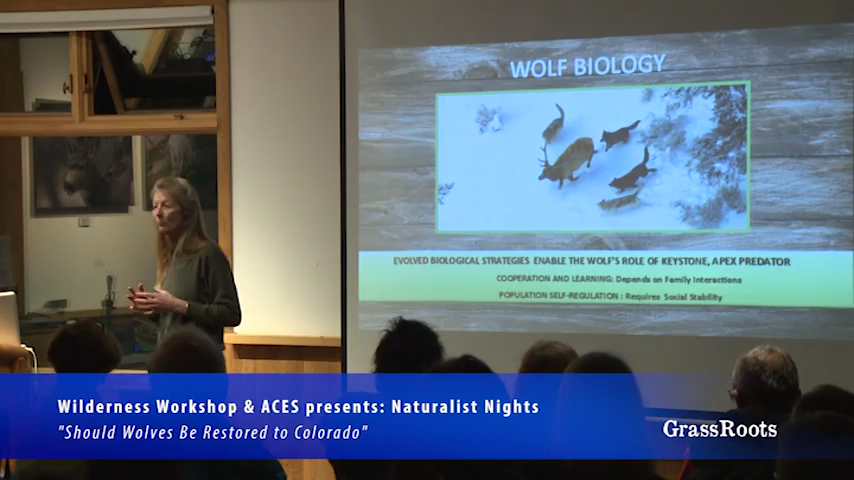 WOLF BIOLOGY
EVOLVED BIOLOGICAL STRATEGIES ENABLE THE WOLF'S ROLE OF KEYSTONE, APEX PREDATOR
COOPERATION AND LEARNING: Depends on Family Interactions
POPULATION SELF-REGULATION : Requires Social Stability
Wilderness Workshop & ACES presents: Naturalist Nights
"Should Wolves Be Restored to Colorado"
GrassRoots